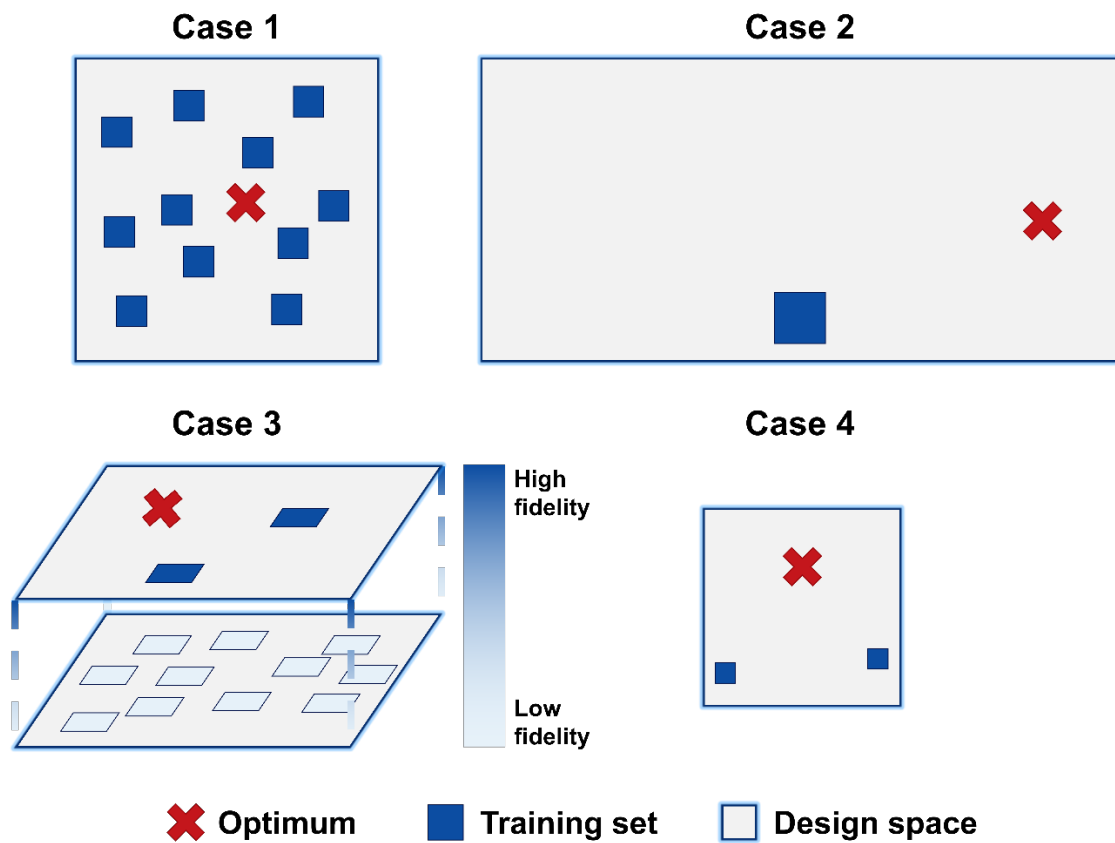 Case 1
Case 2
Case 3
High
fidelity
Low
fidelity
Case 4
Optimum
Training set
Design space